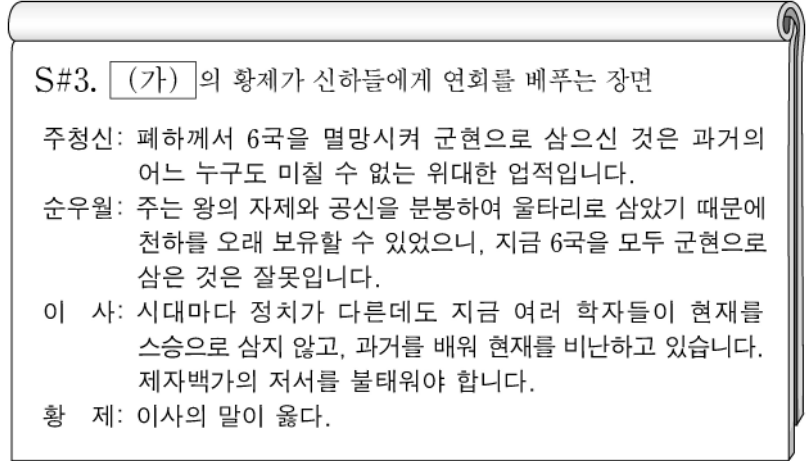 S#3. (가) 의 황제가 신하들에게 연회를 베푸는 장면
주청신: 폐하께서 6국을 멸망시켜 군현으로 삼으신 것은 과거의
어느 누구도 미칠 수 없는 위대한 업적입니다.
순우월: 주는 왕의 자제와 공신을 분봉하여 울타리로 삼았기 때문에
천하를 오래 보유할 수 있었으니, 지금 6국을 모두 군현으로
삼은 것은 잘못입니다.
이 사: 시대마다 정치가 다른데도 지금 여러 학자들이 현재를
스승으로 삼지 않고, 과거를 배워 현재를 비난하고 있습니다.
제자백가의 저서를 불태워야 합니다.
황 제: 이사의 말이 옳다.